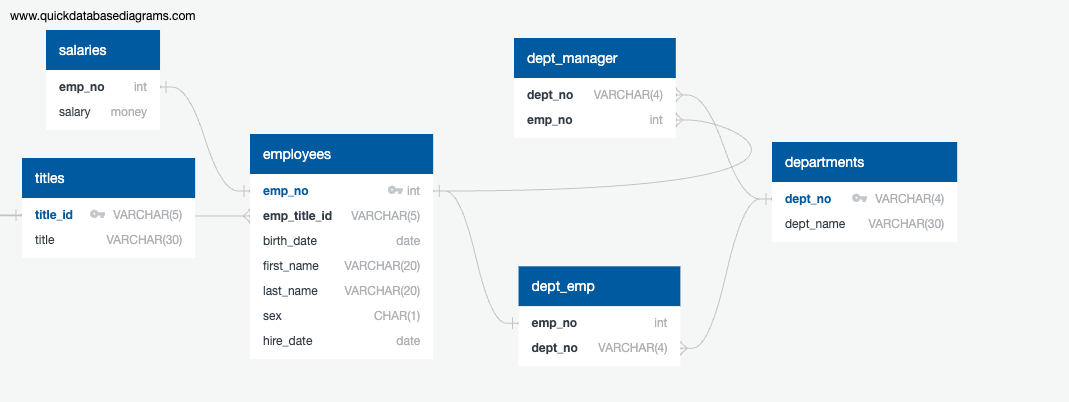 www.quickdatabasediagrams.com
salaries
emp_no int
salary money
titles
title_id VARCHAR(5)
title VARCHAR(30)
employees
emp_no int
emp_title_id VARCHAR(5)
birth_date date
first_name VARCHAR(20)
last_name VARCHAR(20)
sex CHAR(1)
hire_date date
dept_manager
dept_no VARCHAR(4)
emp_no int
dept_emp
emp_no int
dept_no VARCHAR(4)
departments
dept_no VARCHAR(4)
dept_name VARCHAR(30)